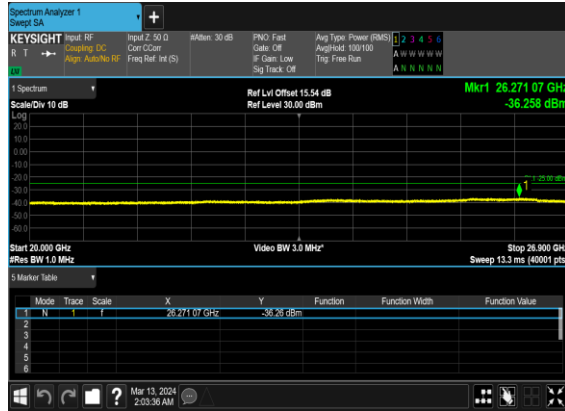 Spectrum Analyzer 1
Swept SA
KEYSIGHT Input: RF Input Z: 50 Ω #Atten: 30 dB PNO: Fast Avg Type: Power (RMS) 1 2 3 4 5 6
R T Coupling: DC Corr CCorr Gate: Off Avg|Hold: 100/100 A W W W W W
Align: Auto/No RF Freq Ref: Int (S) IF Gain: Low Trig: Free Run
Sig Track: Off A N N N N N
1 Spectrum Ref Lvl Offset 15.54 dB Mkr1 26.271 07 GHz
Scale/Div 10 dB Ref Level 30.00 dBm -36.258 dBm
Log
20.0
10.0
0.00
-10.0
-20.0
-30.0
-40.0
-50.0
-60.0
-25.00 dBm
1
Start 20.000 GHz Video BW 3.0 MHz* Stop 26.900 GHz
#Res BW 1.0 MHz Sweep 13.3 ms (40001 pts)
5 Marker Table
Mode Trace Scale X Y Function Function Width Function Value
1 N 1 f 26.271 07 GHz -36.26 dBm
2
3
4
5
6
Mar 13, 2024
2:03:36 AM